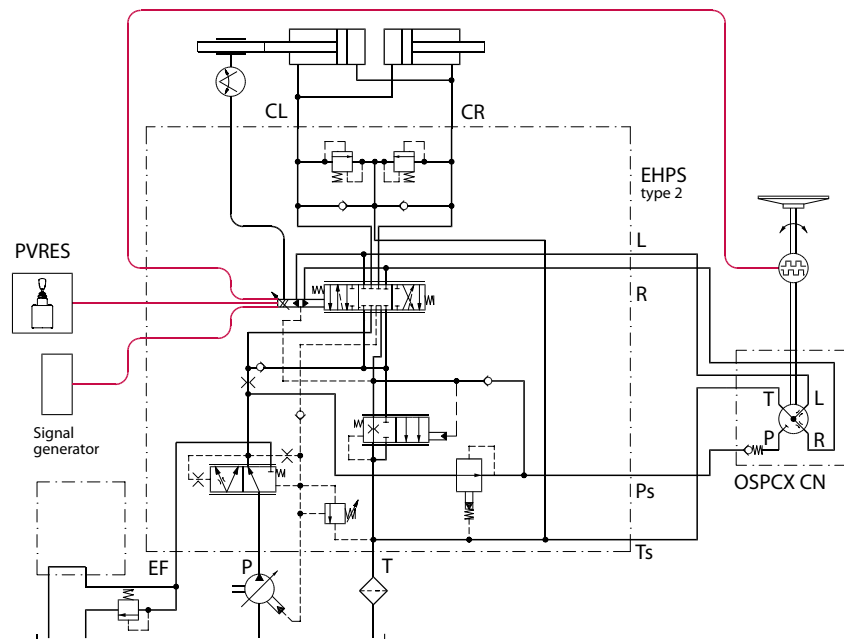 CL
CR
EHPS
type 2
PVRES
L
R
Signal
generator
T
L
P
R
OSPCX CN
Ps
Ts
EF
P
T